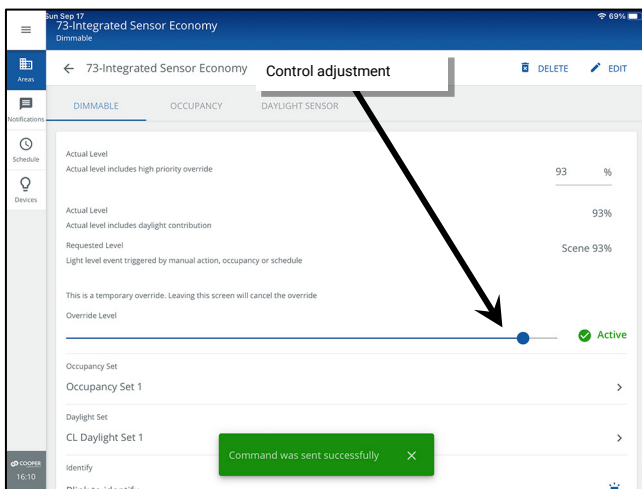 Sun Sep 17
69%
73-Integrated Sensor Economy
Dimmable
Areas
Notifications
Schedule
Devices
COOPER
16:10
73-Integrated Sensor Economy
Control adjustment
DELETE
EDIT
DIMMABLE
OCCUPANCY
DAYLIGHT SENSOR
Actual Level
Actual level includes high priority override
93 %
Actual Level
93%
Actual level includes daylight contribution
Requested Level
Scene 93%
Light level event triggered by manual action, occupancy or schedule
This is a temporary override. Leaving this screen will cancel the override
Override Level
Active
Occupancy Set
Occupancy Set 1
Daylight Set
CL Daylight Set 1
Command was sent successfully
Identify
Blink to identify